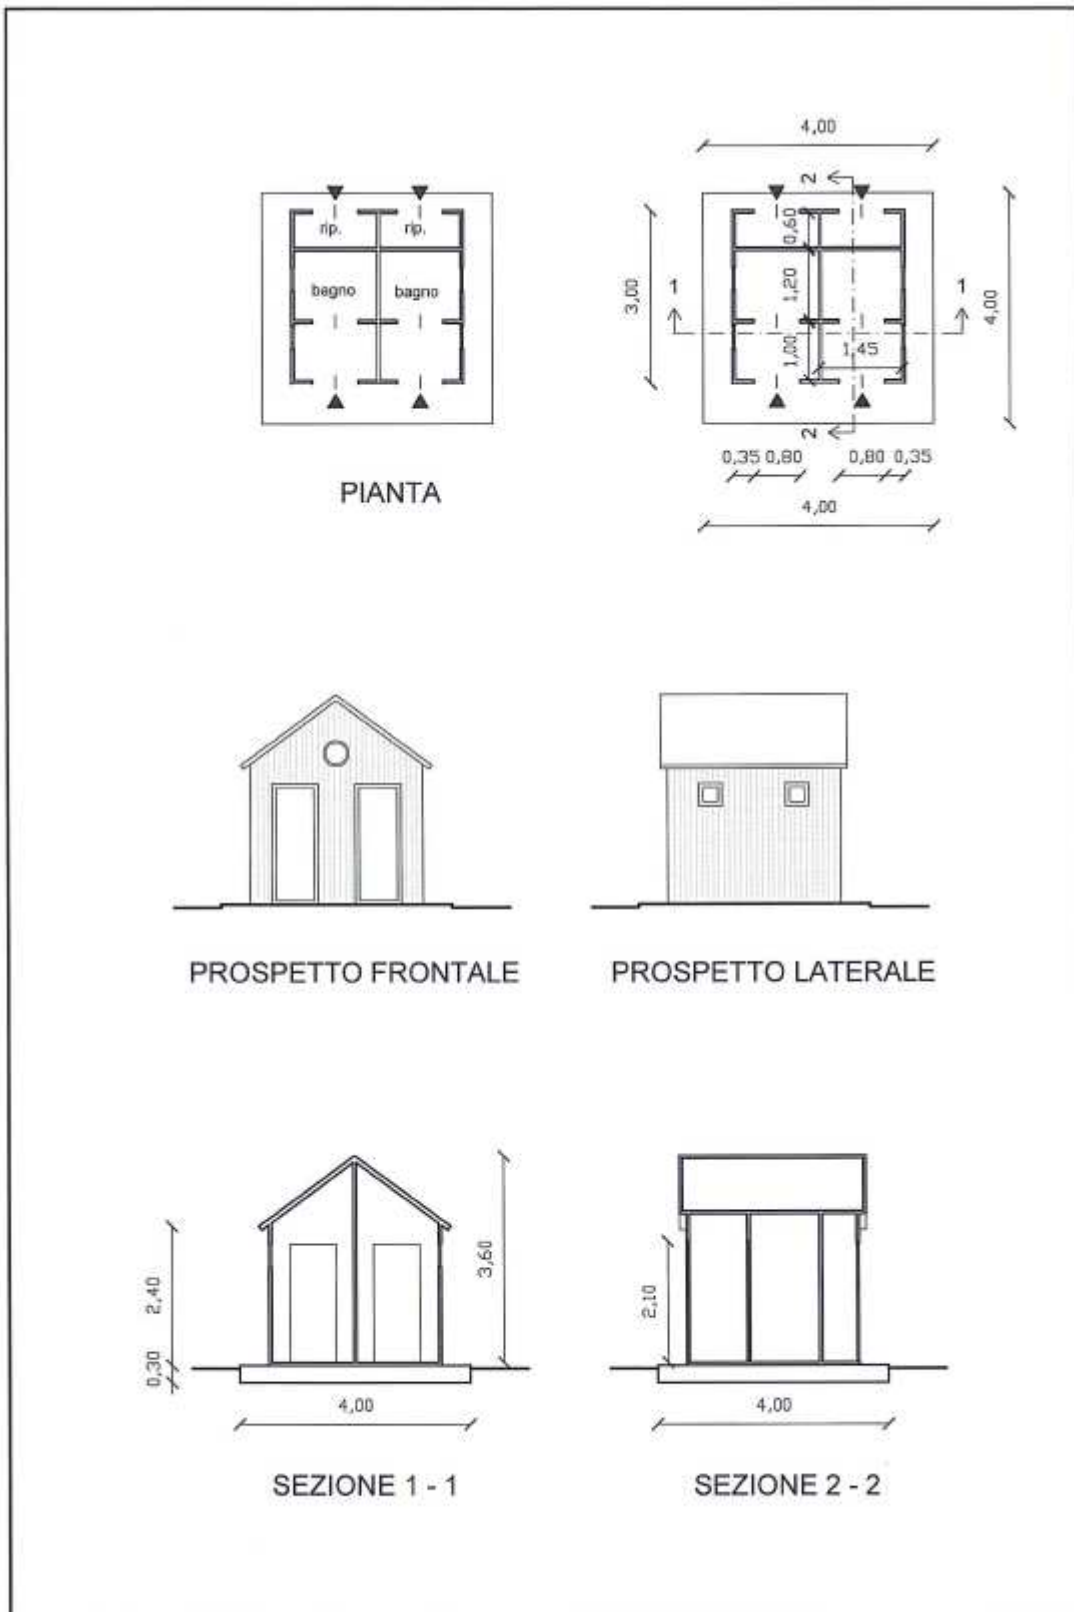 4,00
2
rip. rip.
0,60
bagno bagno
3,00
1,20
1 1
4,00
1,00
1,45
2
0,35 0,80 0,80 0,35
PIANTA
4,00
PROSPETTO FRONTALE
PROSPETTO LATERALE
2,40
3,60
0,30
4,00
2,10
4,00
SEZIONE 1 - 1
SEZIONE 2 - 2